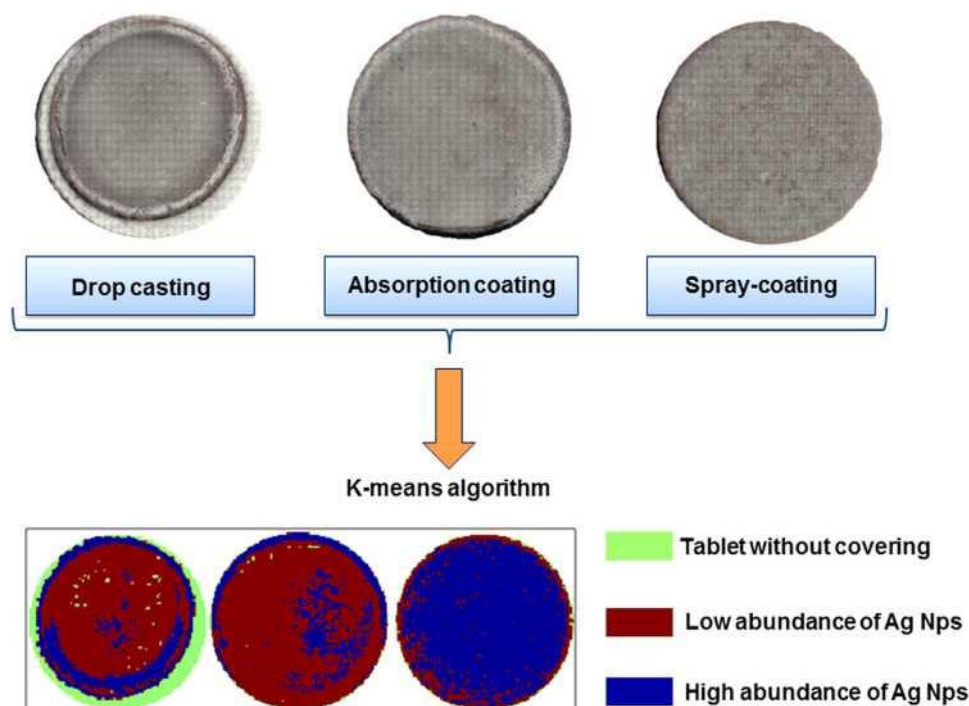 Drop casting
Absorption coating
Spray-coating
K-means algorithm
Tablet without covering
Low abundance of Ag Nps
High abundance of Ag Nps